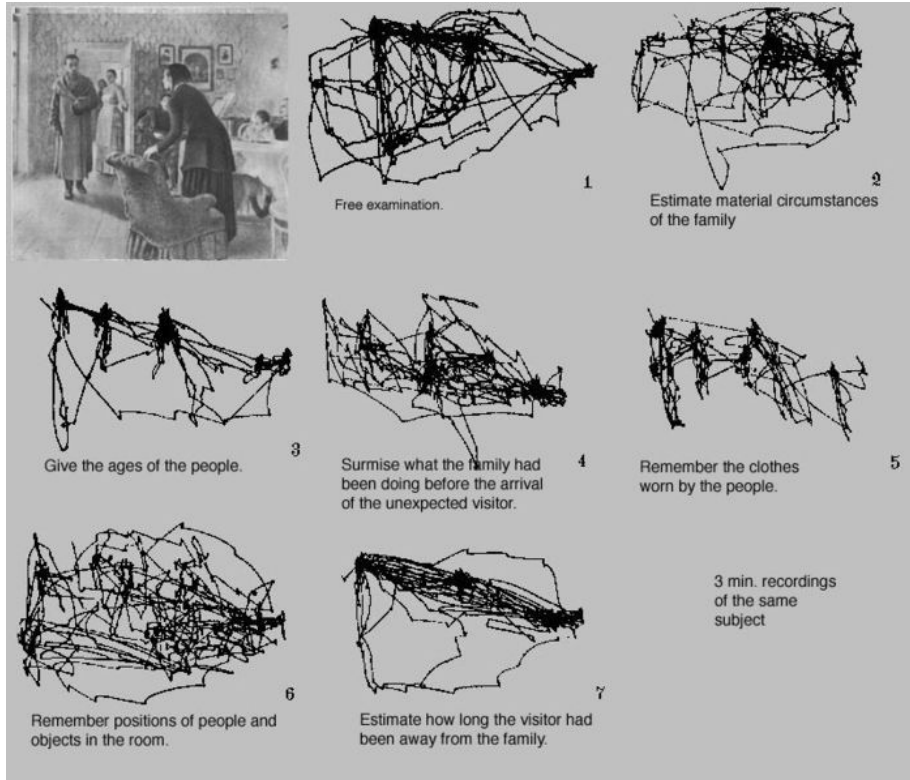 1
Free examination.
2
Estimate material circumstances
of the family
3
Give the ages of the people.
4
Surmise what the family had
been doing before the arrival
of the unexpected visitor.
5
Remember the clothes
worn by the people.
6
Remember positions of people and
objects in the room.
7
Estimate how long the visitor had
been away from the family.
3 min. recordings
of the same
subject